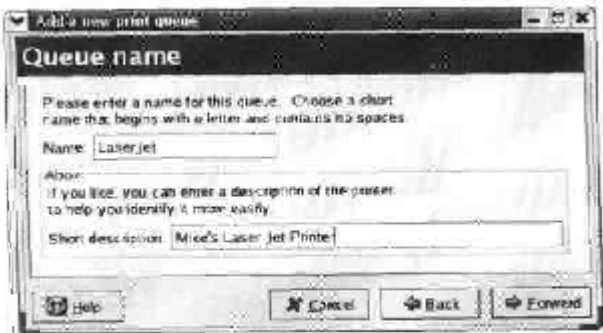 Add a new print queue
Queue name
Please enter a name for this queue. Choose a short
name that begins with a letter and contains no spaces
Name: LaserJet
About
If you like, you can enter a description of the printer
to help you identify it more easily.
Short description: Mike's Laser Jet Printer
Help Cancel Back Forward